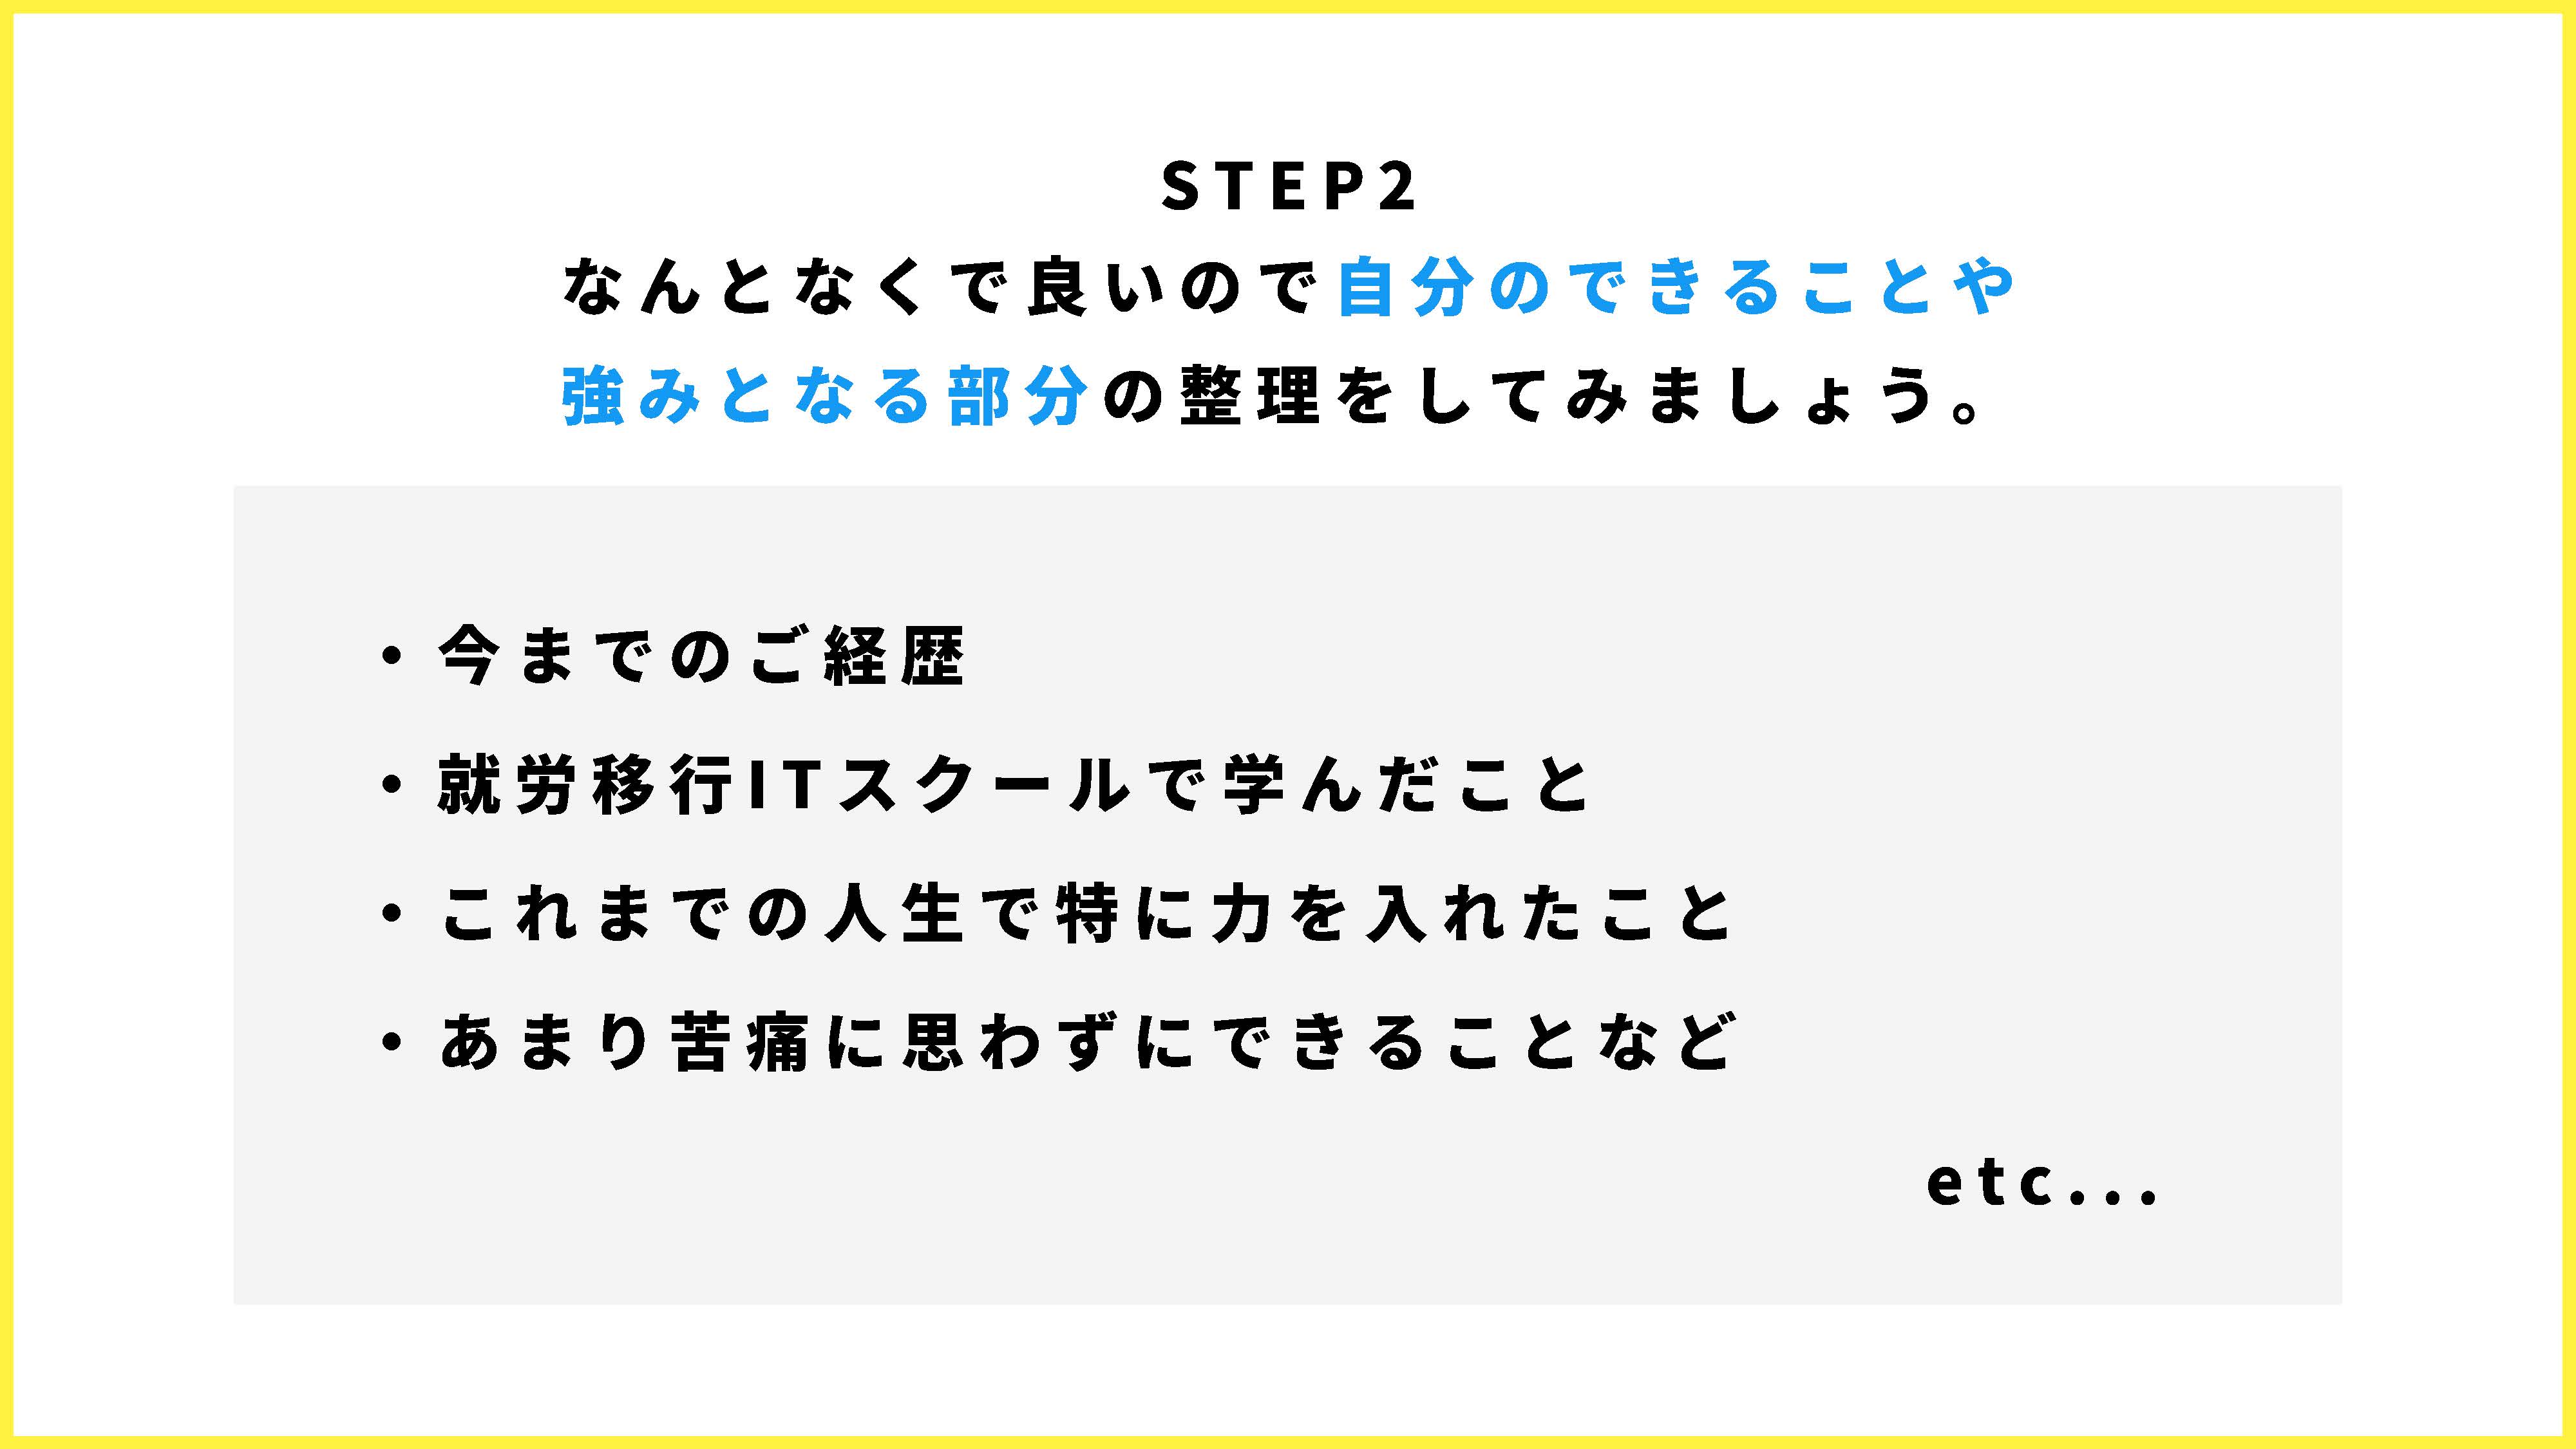 STEP2
なんとなくで良いので自分のできることや
強みとなる部分の整理をしてみましょう。
・今までのご経歴
・就労移行ITスクールで学んだこと
・これまでの人生で特に力を入れたこと
・あまり苦痛に思わずにできることなど
etc...